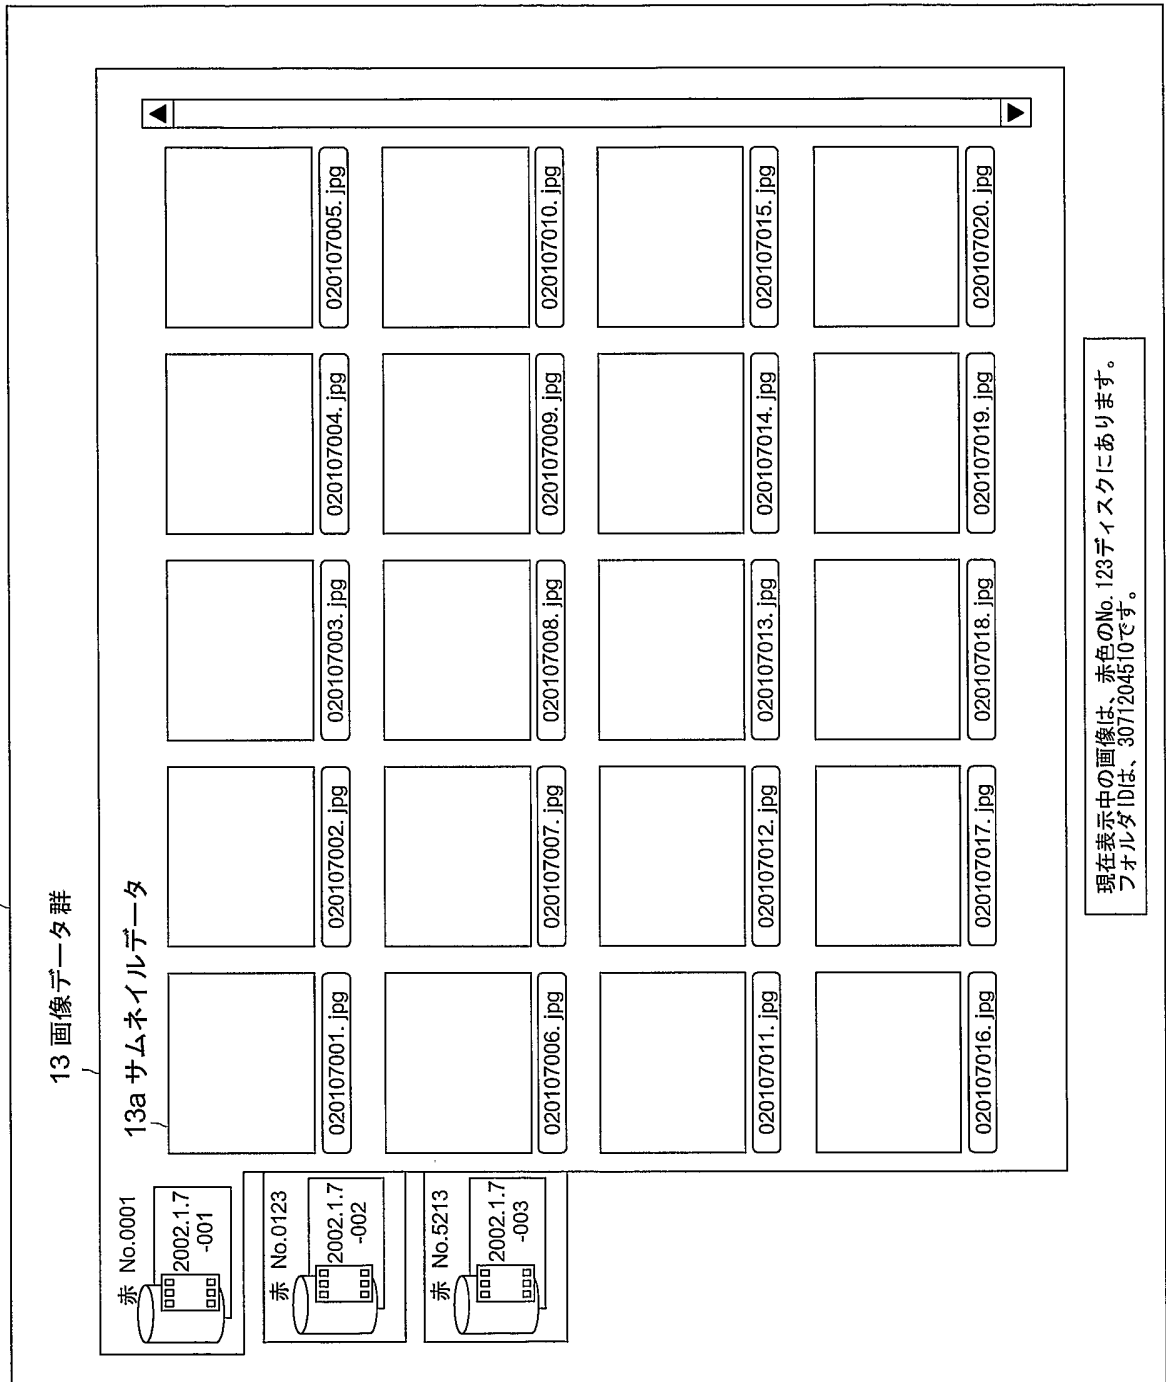 13 画像データ群
13a サムネイルデータ
赤 No.0001
2002.1.7
-001
赤 No.0123
2002.1.7
-002
赤 No.5213
2002.1.7
-003
020107001. jpg
020107002. jpg
020107003. jpg
020107004. jpg
020107005. jpg
020107006. jpg
020107007. jpg
020107008. jpg
020107009. jpg
020107010. jpg
020107011. jpg
020107012. jpg
020107013. jpg
020107014. jpg
020107015. jpg
020107016. jpg
020107017. jpg
020107018. jpg
020107019. jpg
020107020. jpg
現在表示中の画像は、赤色のNo. 123ディスクにあります。
フォルダIDは、3071204510です。